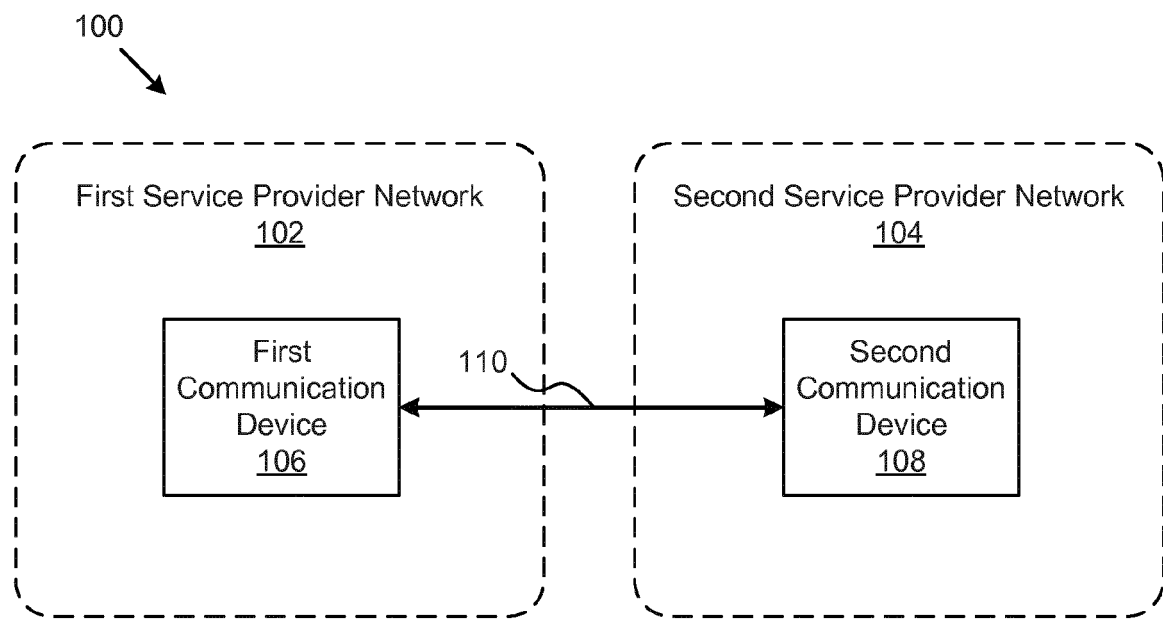 100
First Service Provider Network
102
Second Service Provider Network
104
First
Communication
Device
106
110
Second
Communication
Device
108